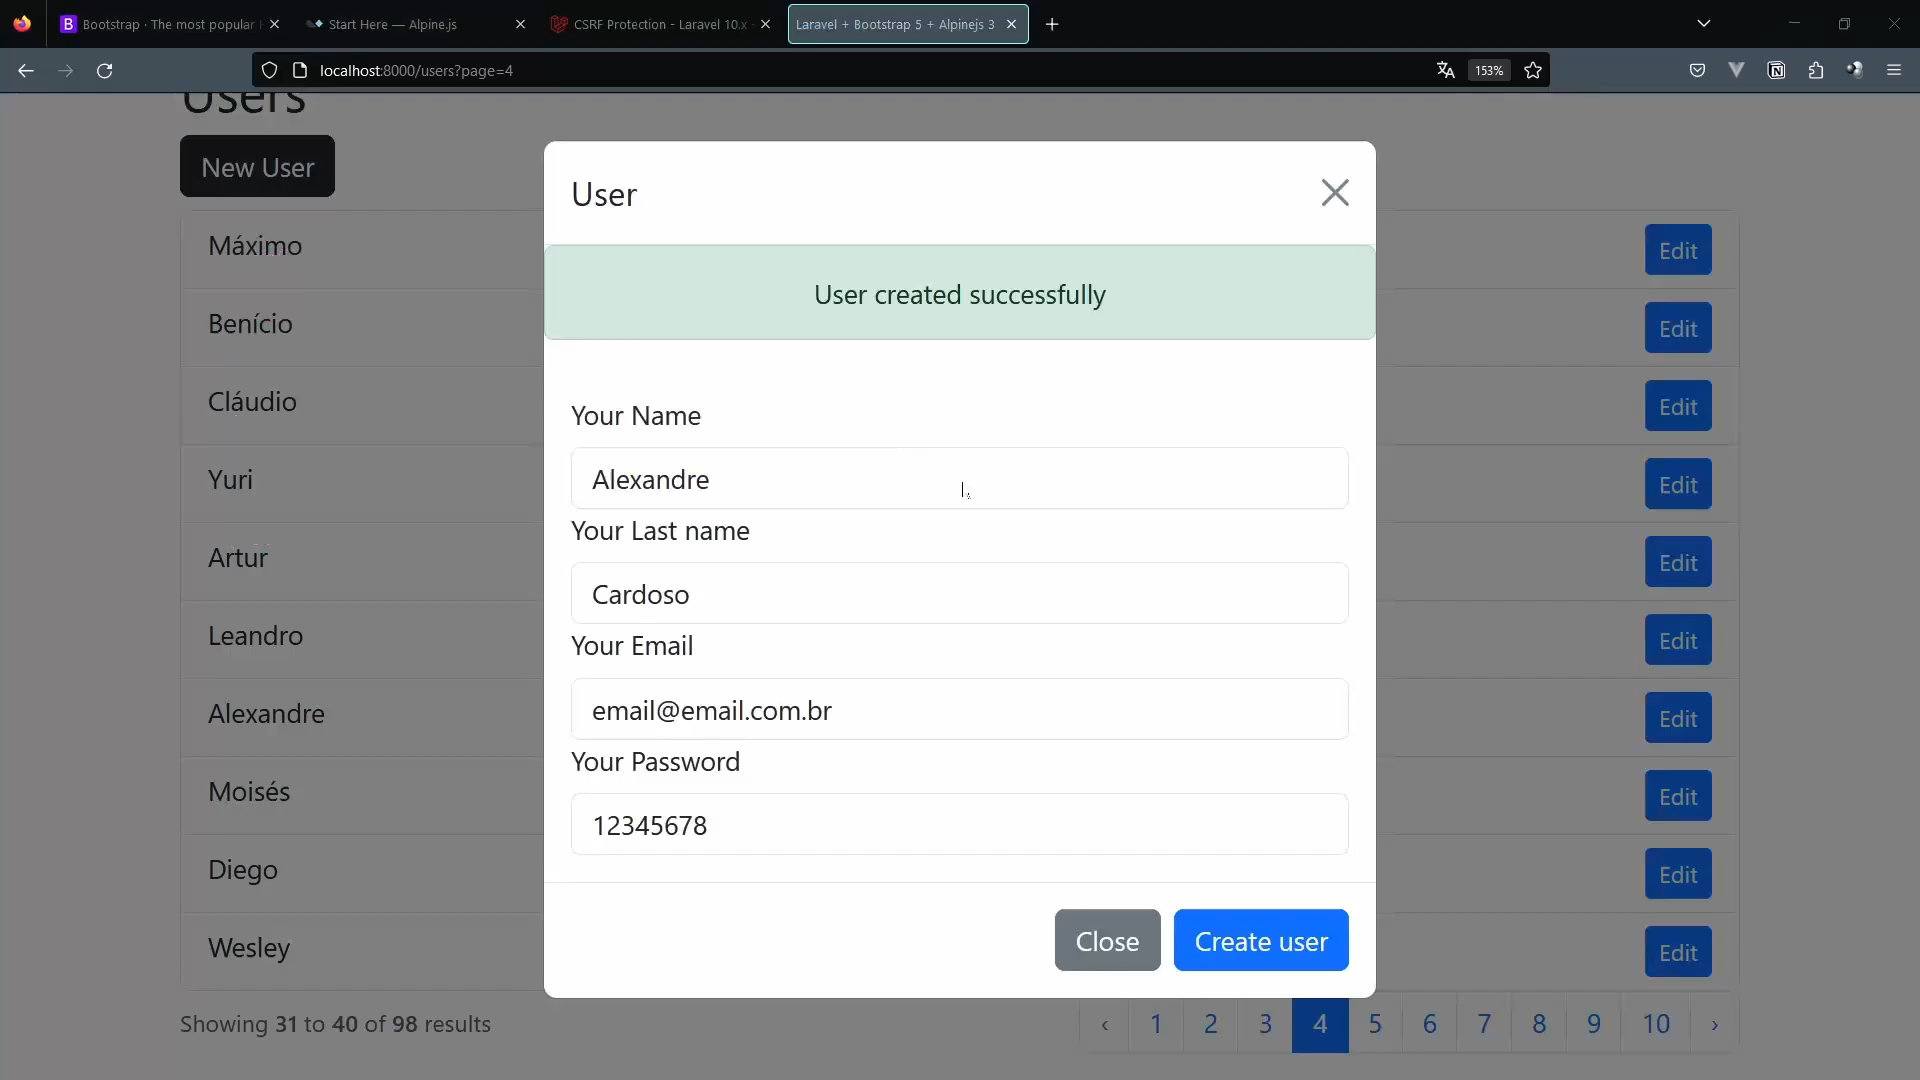 Bootstrap · The most popular
Start Here — Alpine.js
CSRF Protection - Laravel 10.x -
Laravel + Bootstrap 5 + Alpinejs 3
localhost:8000/users?page=4
153%
Users
New User
Máximo
Edit
Benício
Edit
Cláudio
Edit
Yuri
Edit
Artur
Edit
Leandro
Edit
Alexandre
Edit
Moisés
Edit
Diego
Edit
Wesley
Edit
User
User created successfully
Your Name
Alexandre
Your Last name
Cardoso
Your Email
email@email.com.br
Your Password
12345678
Close
Create user
Showing 31 to 40 of 98 results
‹ 1 2 3 4 5 6 7 8 9 10 ›